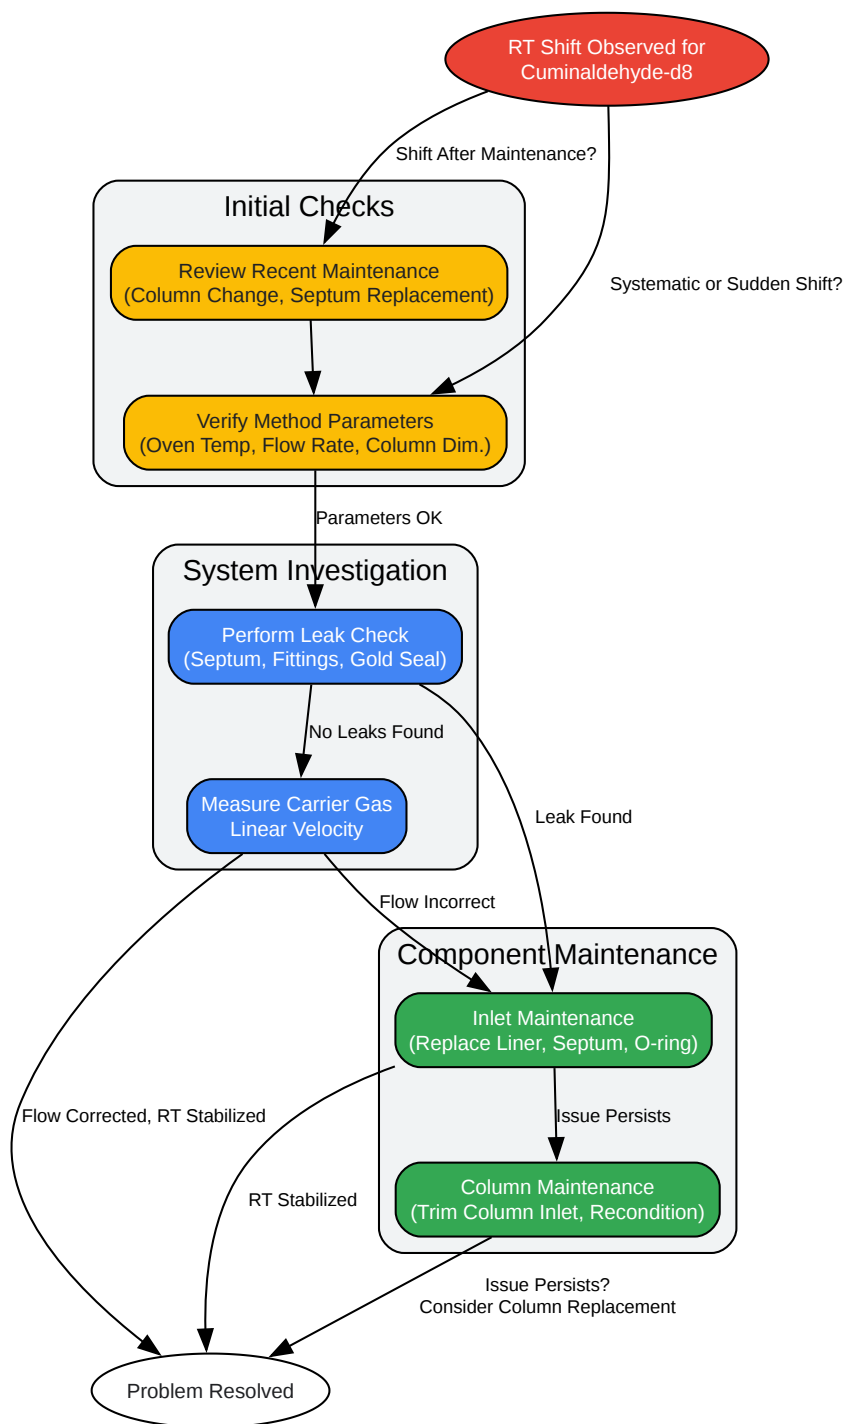 RT Shift Observed for
Cuminaldehyde-d8
Shift After Maintenance?
Initial Checks
Review Recent Maintenance
(Column Change, Septum Replacement)
Systematic or Sudden Shift?
Verify Method Parameters
(Oven Temp, Flow Rate, Column Dim.)
Parameters OK
System Investigation
Perform Leak Check
(Septum, Fittings, Gold Seal)
No Leaks Found
Measure Carrier Gas
Linear Velocity
Leak Found
Flow Incorrect
Component Maintenance
Inlet Maintenance
(Replace Liner, Septum, O-ring)
Flow Corrected, RT Stabilized
Issue Persists
RT Stabilized
Column Maintenance
(Trim Column Inlet, Recondition)
Issue Persists?
Consider Column Replacement
Problem Resolved